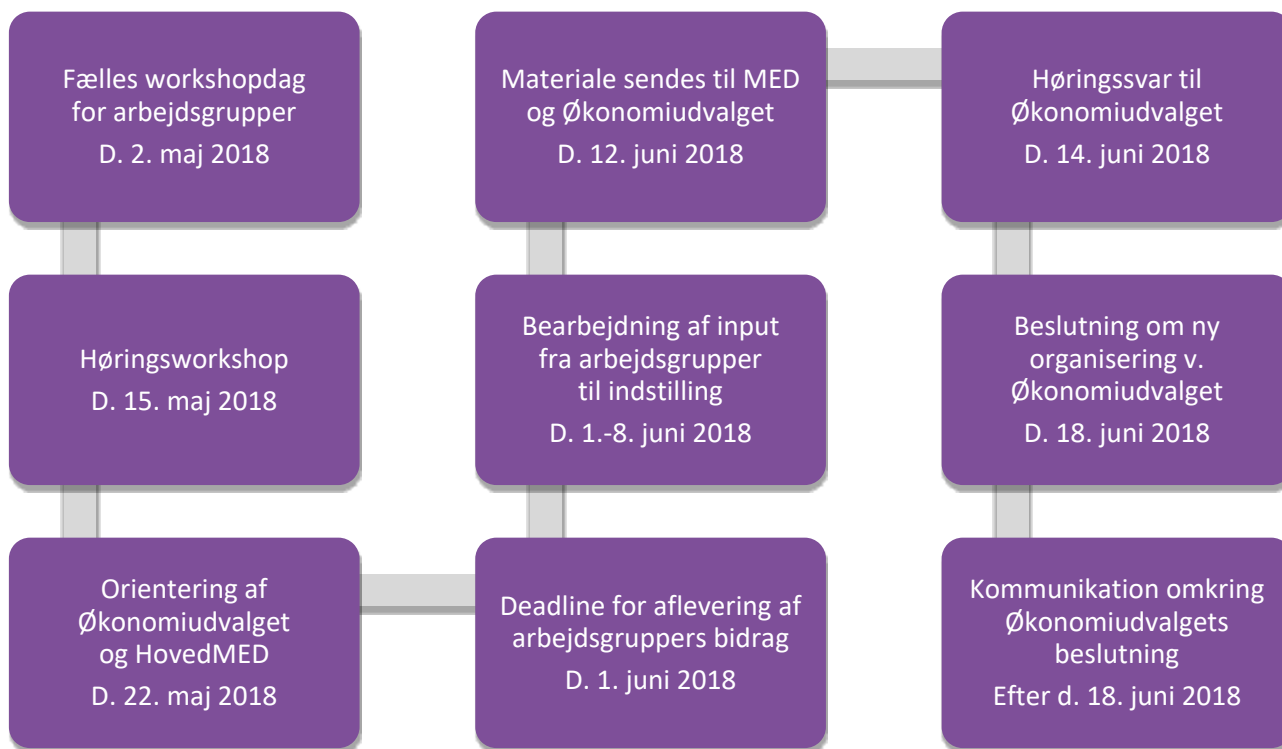 Fælles workshopdag
for arbejdsgrupper
D. 2. maj 2018
Høringsworkshop
D. 15. maj 2018
Orientering af
Økonomiudvalget
og HovedMED
D. 22. maj 2018
Deadline for aflevering af
arbejdsgruppers bidrag
D. 1. juni 2018
Bearbejdning af input
fra arbejdsgrupper
til indstilling
D. 1.-8. juni 2018
Materiale sendes til MED
og Økonomiudvalget
D. 12. juni 2018
Høringssvar til
Økonomiudvalget
D. 14. juni 2018
Beslutning om ny
organisering v.
Økonomiudvalget
D. 18. juni 2018
Kommunikation omkring
Økonomiudvalgets
beslutning
Efter d. 18. juni 2018